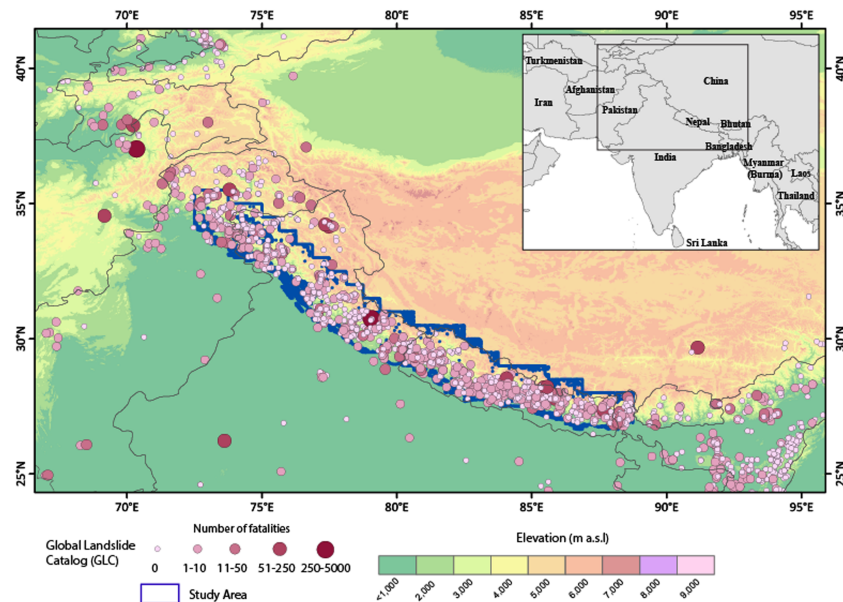 70°E 75°E 80°E 85°E 90°E 95°E
40°N 40°N
Turkmenistan
China
Afghanistan
Iran
Pakistan
Nepal Bhutan
Bangladesh
India
Myanmar
(Burma)
Laos
Thailand
Sri Lanka
35°N 35°N
30°N 30°N
25°N 25°N
70°E 75°E 80°E 85°E 90°E 95°E
Number of fatalities
Global Landslide
Catalog (GLC)
0 1-10 11-50 51-250 250-5000
Study Area
Elevation (m a.s.l)
<1,000 2,000 3,000 4,000 5,000 6,000 7,000 8,000 9,000